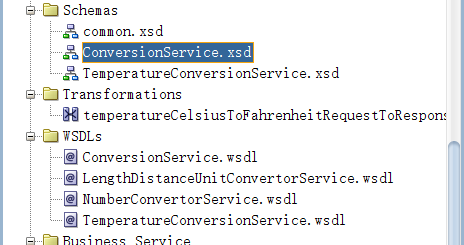 Schemas
common.xsd
ConversionService.xsd
TemperatureConversionService.xsd
Transformations
temperatureCelsiusToFahrenheitRequestToRespons
WSDLs
ConversionService.wsdl
LengthDistanceUnitConvertorService.wsdl
NumberConvertorService.wsdl
TemperatureConversionService.wsdl
Business Service